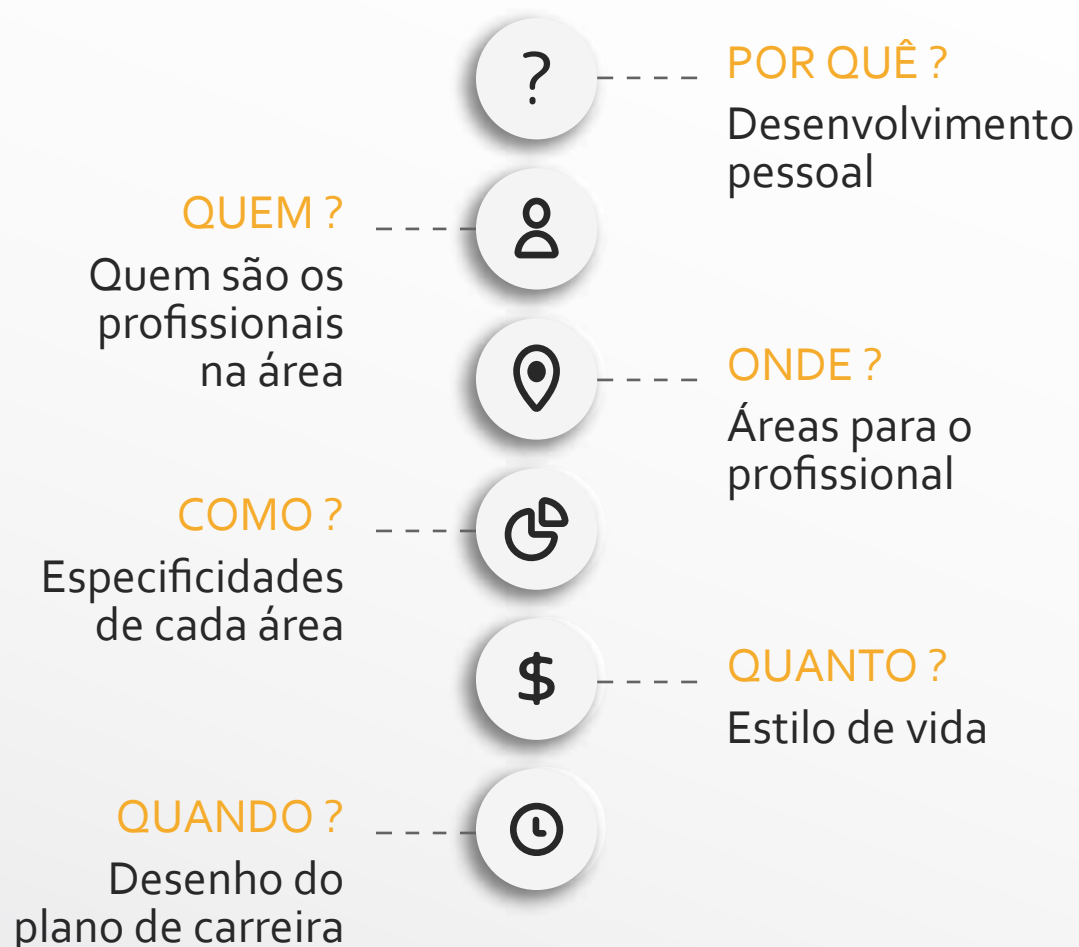 ?
POR QUÊ ?
Desenvolvimento
pessoal
QUEM ?
Quem são os
profissionais
na área
ONDE ?
Áreas para o
profissional
COMO ?
Especificidades
de cada área
$
QUANTO ?
Estilo de vida
QUANDO ?
Desenho do
plano de carreira